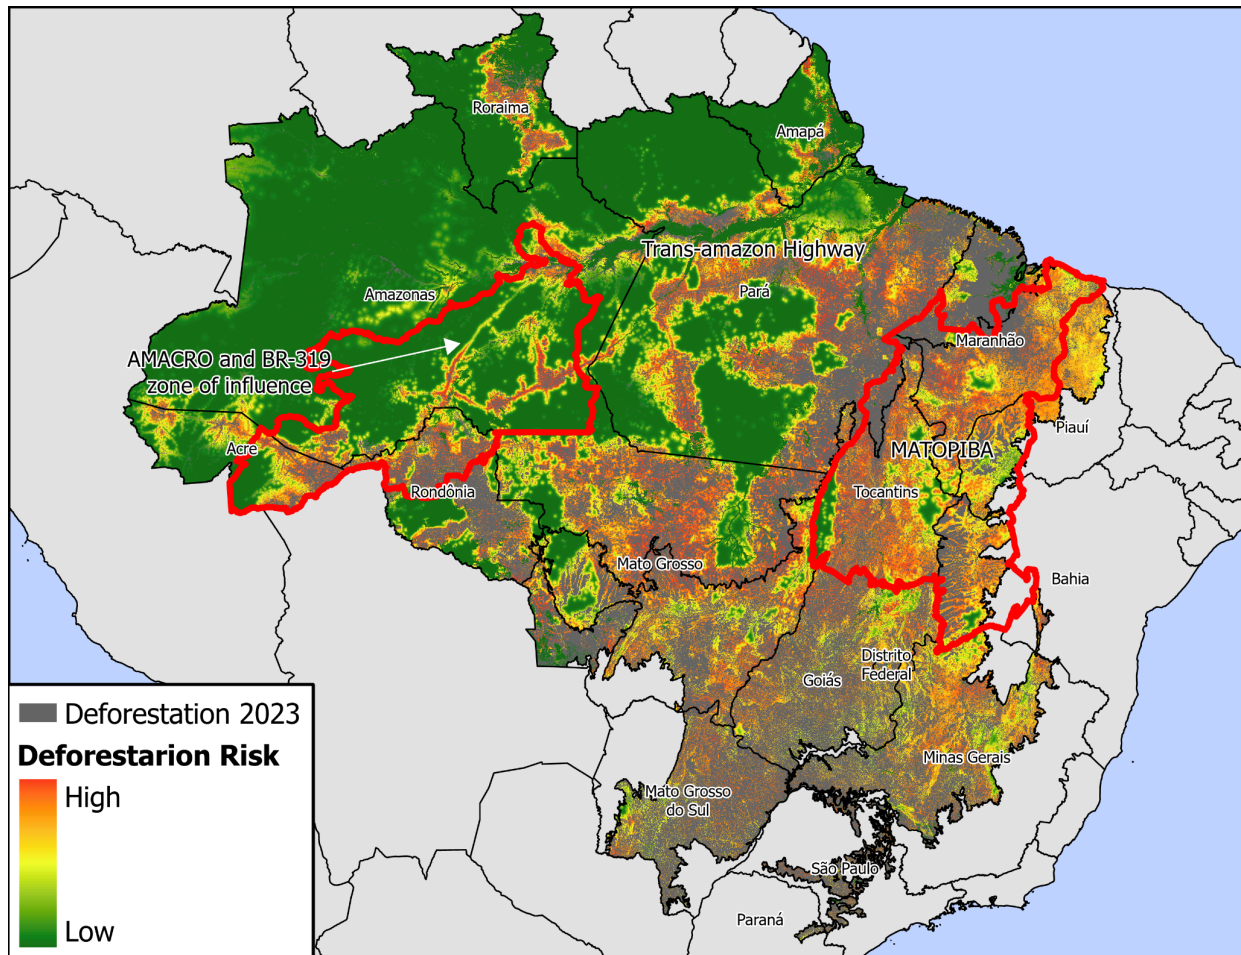 Roraima
Amapá
Trans-amazon Highway
Amazonas
Pará
Maranhão
AMACRO and BR-319
zone of influence
Piauí
Acre
MATOPIBA
Rondônia
Tocantins
Mato Grosso
Bahia
Distrito
Federal
Goiás
Minas Gerais
Mato Grosso
do Sul
São Paulo
Paraná
Deforestation 2023
Deforestarion Risk
High
Low